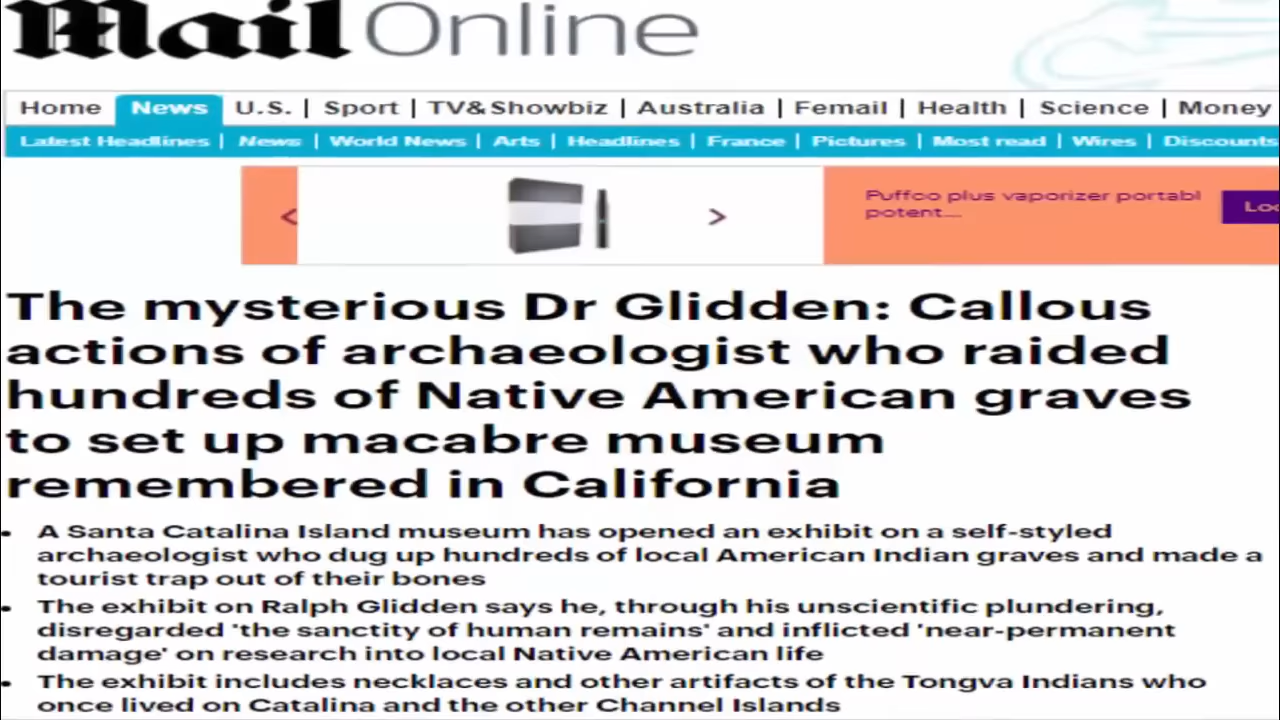 Mail Online
Home News U.S. | Sport | TV&Showbiz | Australia | Femail | Health | Science | Money
Latest Headlines | News | World News | Arts | Headlines | France | Pictures | Most read | Wires | Discounts
< >
Puffco plus vaporizer portabl
potent...
The mysterious Dr Glidden: Callous
actions of archaeologist who raided
hundreds of Native American graves
to set up macabre museum
remembered in California
• A Santa Catalina Island museum has opened an exhibit on a self-styled
archaeologist who dug up hundreds of local American Indian graves and made a
tourist trap out of their bones
• The exhibit on Ralph Glidden says he, through his unscientific plundering,
disregarded 'the sanctity of human remains' and inflicted 'near-permanent
damage' on research into local Native American life
• The exhibit includes necklaces and other artifacts of the Tongva Indians who
once lived on Catalina and the other Channel Islands